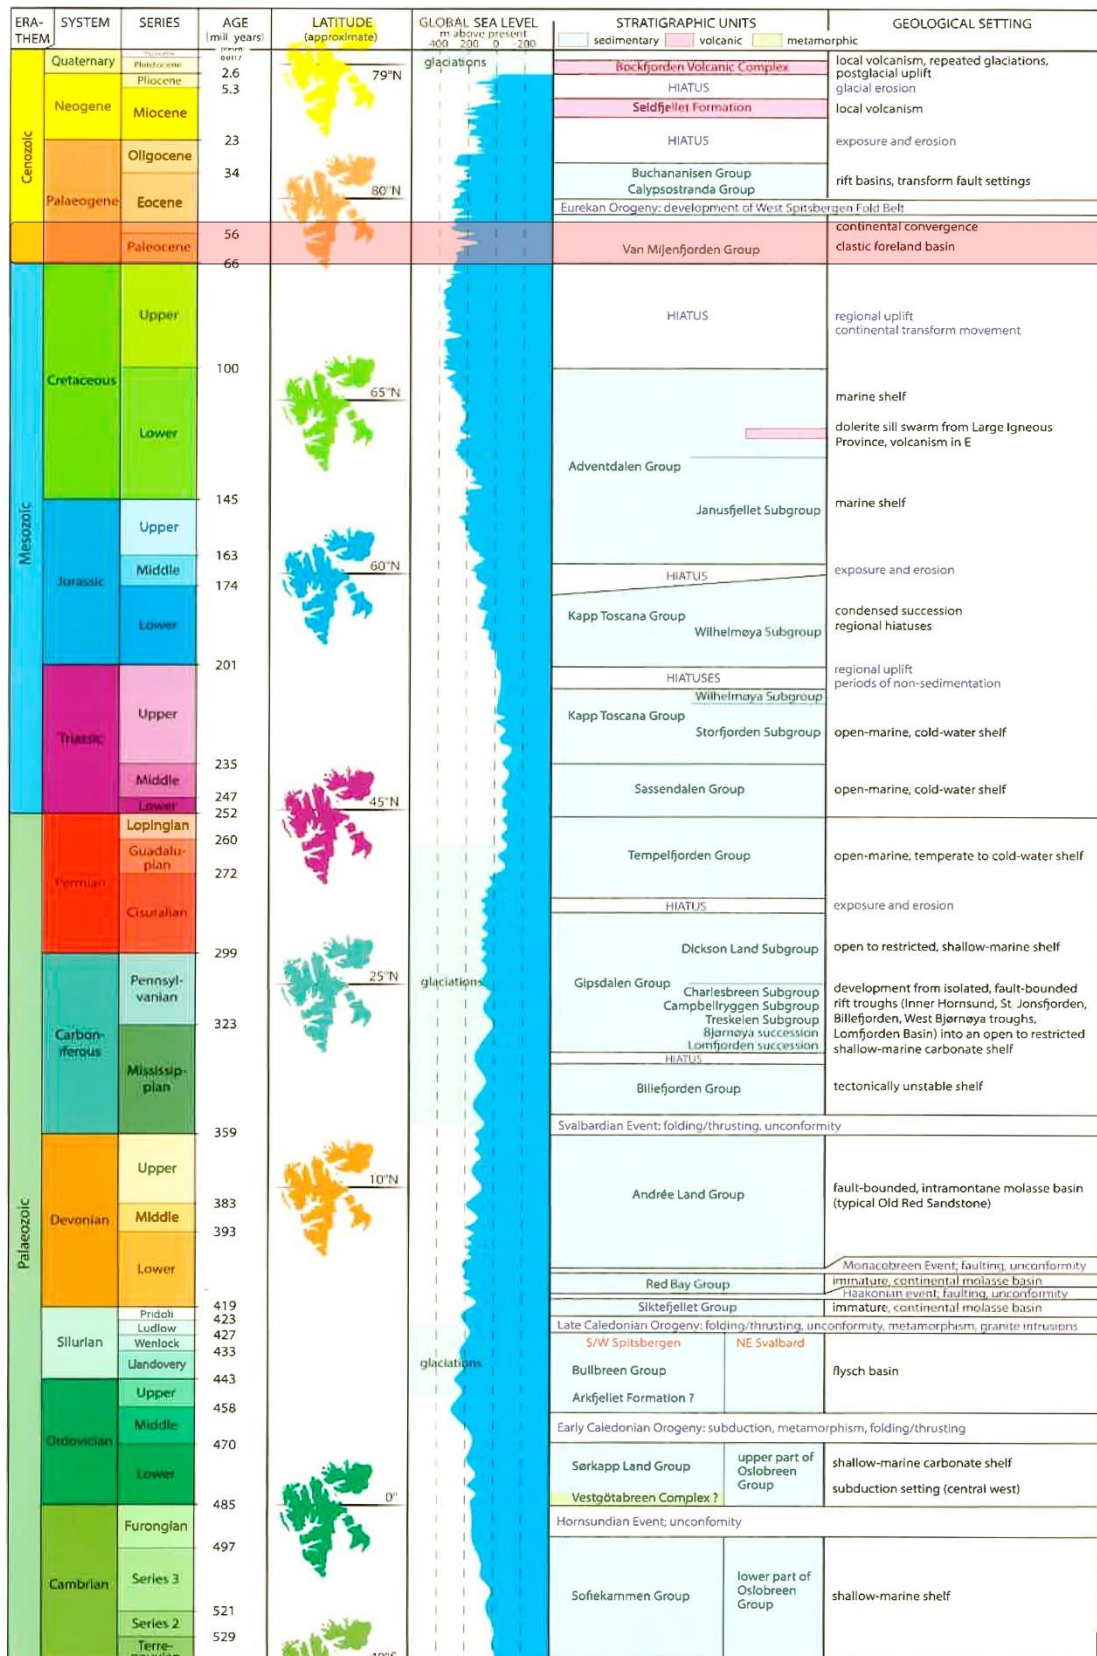 ERA-
THEM
SYSTEM
SERIES
AGE
(mill. years)
LATITUDE
(approximate)
GLOBAL SEA LEVEL
m above present
400 200 0 -200
STRATIGRAPHIC UNITS
sedimentary volcanic metamorphic
GEOLOGICAL SETTING
Cenozoic
Mesozoic
Palaeozoic
Quaternary
Neogene
Palaeogene
Cretaceous
Jurassic
Triassic
Permian
Carbon-
iferous
Devonian
Silurian
Ordovician
Cambrian
Pleistocene
Pliocene
Miocene
Oligocene
Eocene
Paleocene
Upper
Lower
Upper
Middle
Lower
Upper
Middle
Lower
Lopingian
Guadalu-
pian
Cisuralian
Pennsyl-
vanian
Mississip-
pian
Upper
Middle
Lower
Pridoli
Ludlow
Wenlock
Llandovery
Upper
Middle
Lower
Furongian
Series 3
Series 2
Terre-
2.6
5.3
23
34
56
66
100
145
163
174
201
235
247
252
260
272
299
323
359
383
393
419
423
427
433
443
458
470
485
497
521
529
79°N
80°N
65°N
60°N
45°N
25°N
10°N
0°
glaciations
glaciations
glaciations
Bockfjorden Volcanic Complex
local volcanism, repeated glaciations,
postglacial uplift
HIATUS
glacial erosion
Seldfjellet Formation
local volcanism
HIATUS
exposure and erosion
Buchananisen Group
Calypsostranda Group
rift basins, transform fault settings
Eurekan Orogeny: development of West Spitsbergen Fold Belt
continental convergence
Van Mijenfjorden Group
clastic foreland basin
HIATUS
regional uplift
continental transform movement
marine shelf
dolerite sill swarm from Large Igneous
Province, volcanism in E
Adventdalen Group
Janusfjellet Subgroup
marine shelf
HIATUS
exposure and erosion
Kapp Toscana Group
Wilhelmøya Subgroup
condensed succession
regional hiatuses
HIATUSES
regional uplift
periods of non-sedimentation
Wilhelmøya Subgroup
Kapp Toscana Group
Storfjorden Subgroup
open-marine, cold-water shelf
Sassendalen Group
open-marine, cold-water shelf
Tempelfjorden Group
open-marine, temperate to cold-water shelf
HIATUS
exposure and erosion
Dickson Land Subgroup
open to restricted, shallow-marine shelf
Gipsdalen Group
Charlesbreen Subgroup
Campbellryggen Subgroup
Treskelen Subgroup
Bjørnøya succession
Lomfjorden succession
development from isolated, fault-bounded
rift troughs (Inner Hornsund, St. Jonsfjorden,
Billefjorden, West Bjørnøya troughs,
Lomfjorden Basin) into an open to restricted
shallow-marine carbonate shelf
HIATUS
Billefjorden Group
tectonically unstable shelf
Svalbardian Event: folding/thrusting, unconformity
Andrée Land Group
fault-bounded, intramontane molasse basin
(typical Old Red Sandstone)
Monacobreen Event; faulting, unconformity
Red Bay Group
immature, continental molasse basin
Haakonian event; faulting, unconformity
Siktefjellet Group
immature, continental molasse basin
Late Caledonian Orogeny: folding/thrusting, unconformity, metamorphism, granite intrusions
S/W Spitsbergen
NE Svalbard
Bullbreen Group
flysch basin
Arkfjellet Formation ?
Early Caledonian Orogeny: subduction, metamorphism, folding/thrusting
Sørkapp Land Group
upper part of
Oslobreen
Group
shallow-marine carbonate shelf
subduction setting (central west)
Vestgötabreen Complex ?
Hornsundian Event; unconfomity
Sofiekammen Group
lower part of
Oslobreen
Group
shallow-marine shelf